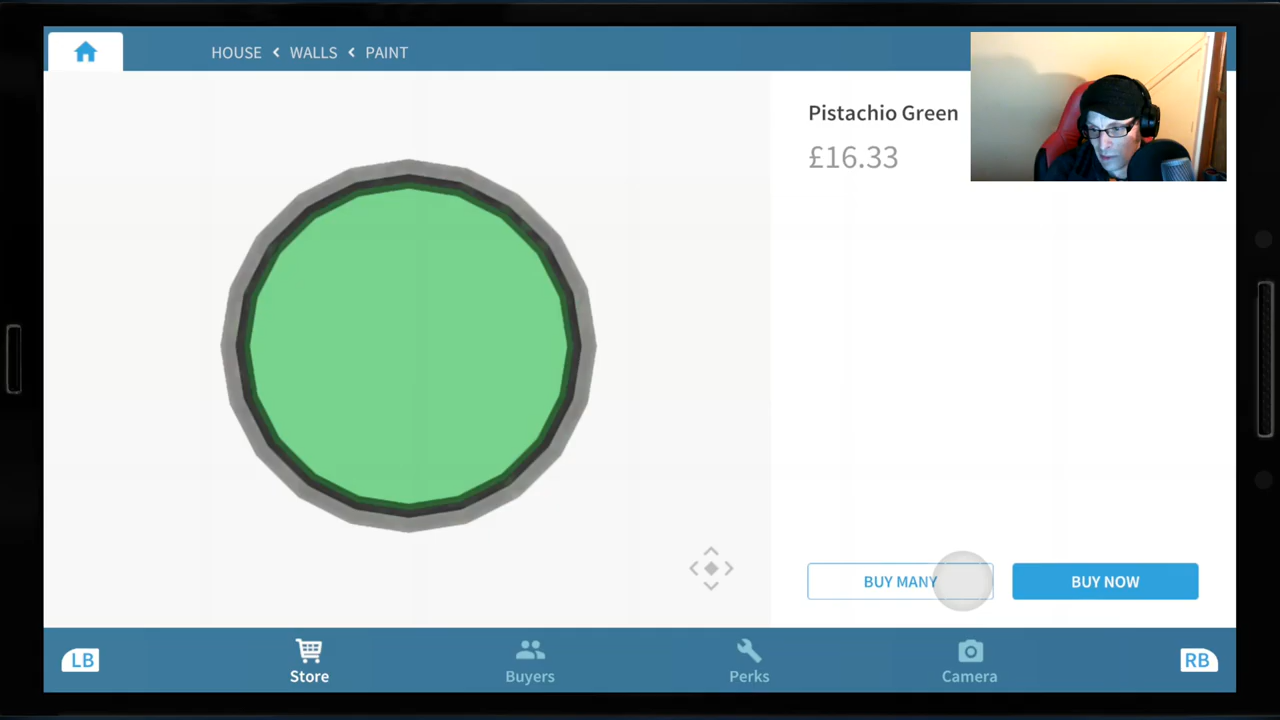 HOUSE < WALLS < PAINT
Pistachio Green
£16.33
BUY MANY
BUY NOW
LB
Store
Buyers
Perks
Camera
RB